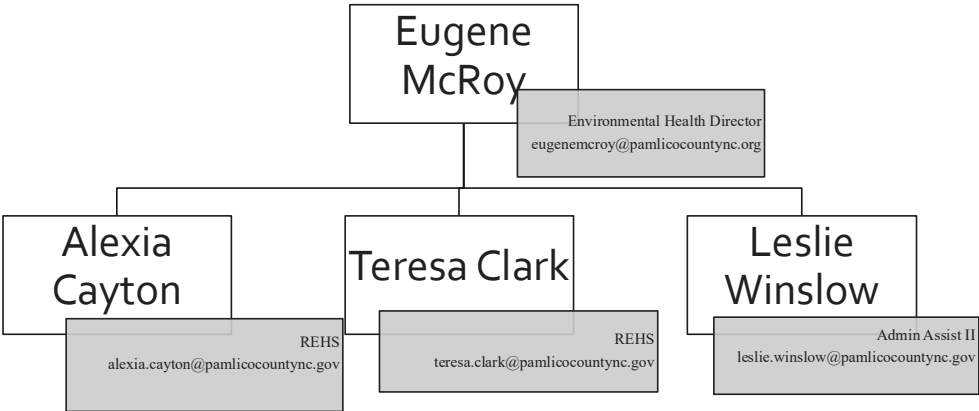 Eugene
McRoy
Environmental Health Director
eugenemcroy@pamlicocountync.org
Alexia
Cayton
REHS
alexia.cayton@pamlicocountync.gov
Teresa Clark
REHS
teresa.clark@pamlicocountync.gov
Leslie
Winslow
Admin Assist II
leslie.winslow@pamlicocountync.gov